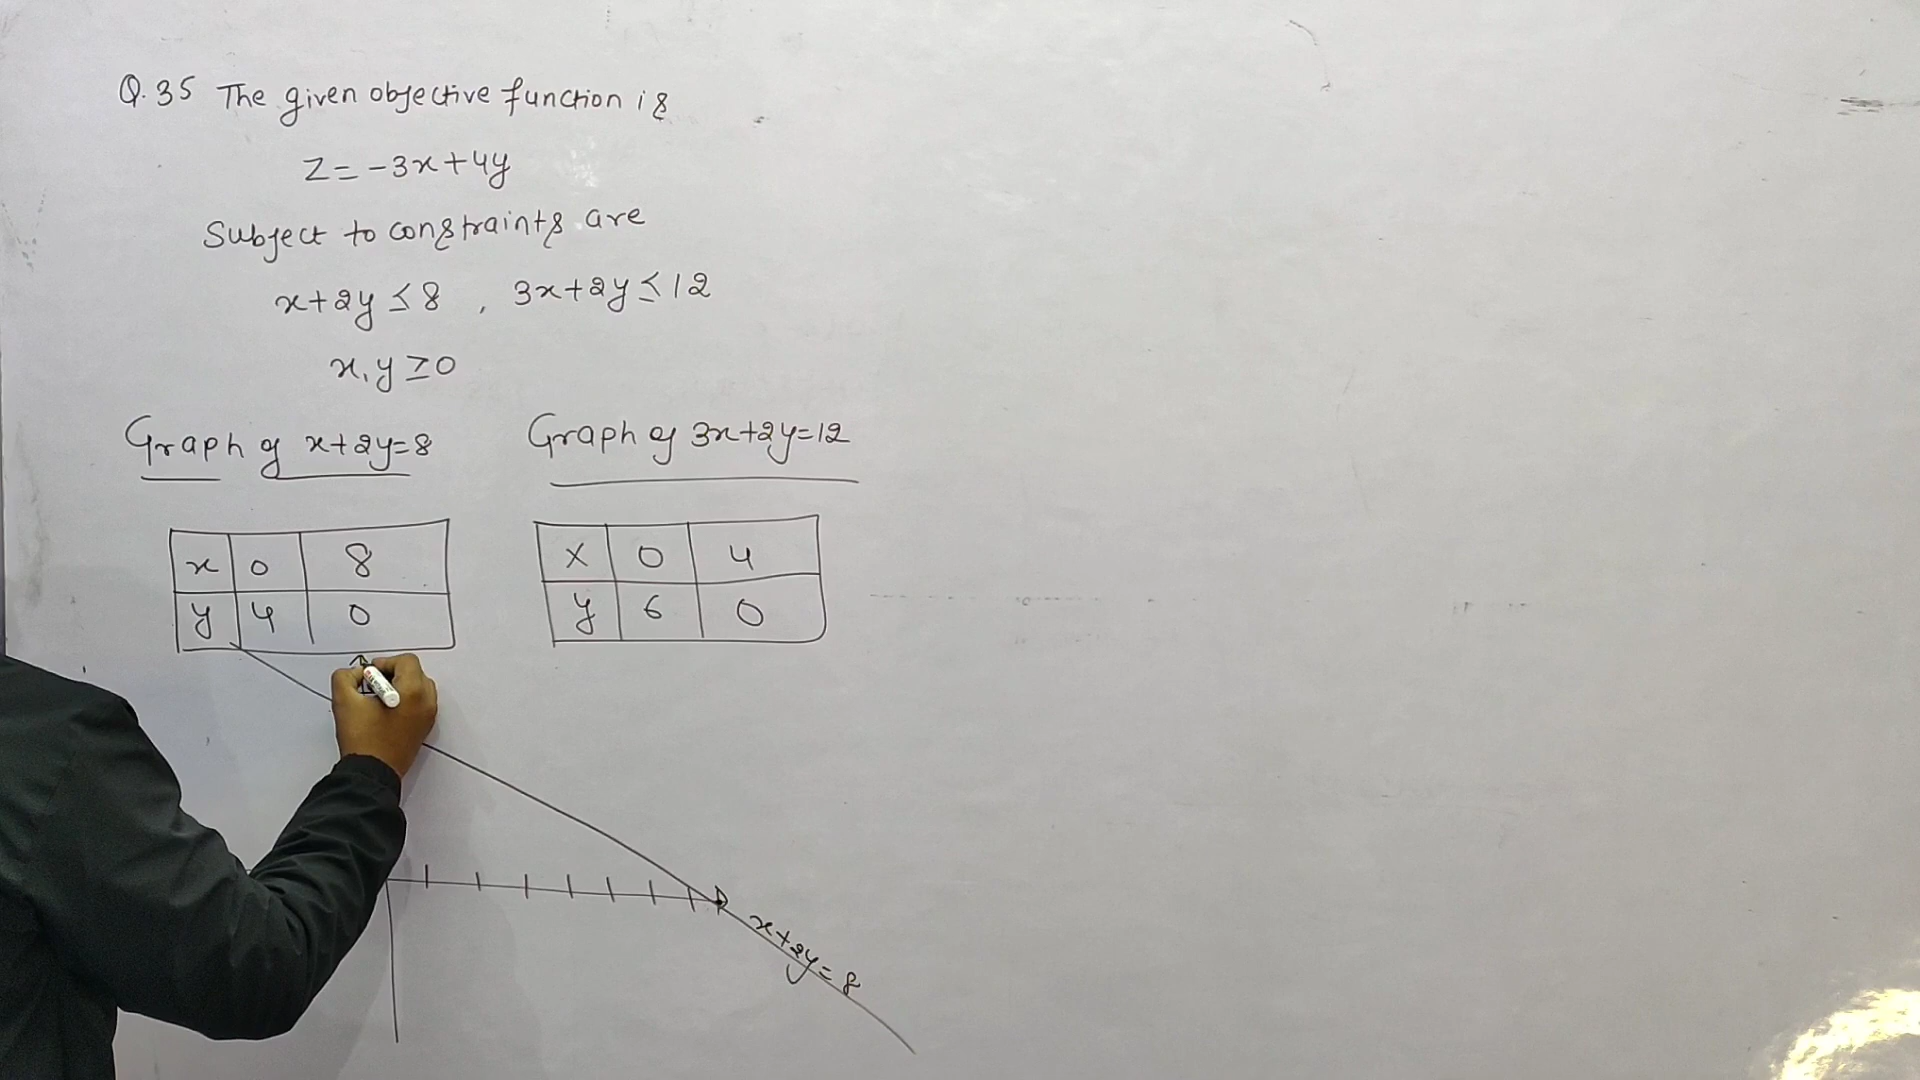 Q.35 The given objective function is
Z = -3x+4y
Subject to constraints are
x+2y ≤ 8 , 3x+2y ≤ 12
x, y ≥ 0
Graph of x+2y=8
Graph of 3x+2y=12
x 0 8
y 4 0
x 0 4
y 6 0
x+2y=8